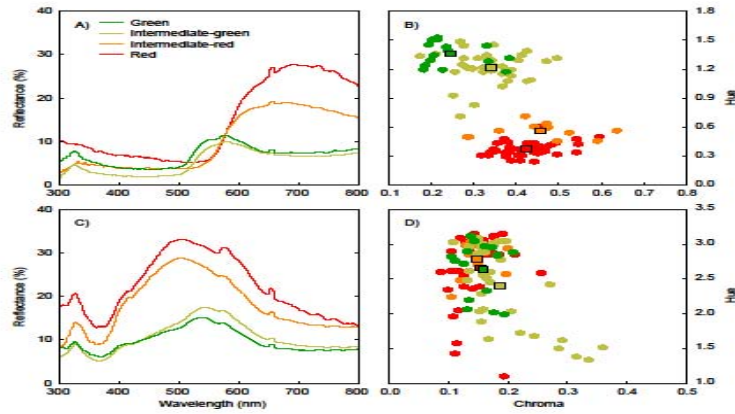 A)
Green
Intermediate-green
Intermediate-red
Red
Reflectance (%)
40
30
20
10
0
300 400 500 600 700 800
B)
1.8
1.5
1.2
0.9
0.6
0.3
0.0
Hue
0.1 0.2 0.3 0.4 0.5 0.6 0.7 0.8
C)
Reflectance (%)
40
30
20
10
0
300 400 500 600 700 800
Wavelength (nm)
D)
3.5
3.0
2.5
2.0
1.5
1.0
Hue
0.0 0.1 0.2 0.3 0.4 0.5
Chroma